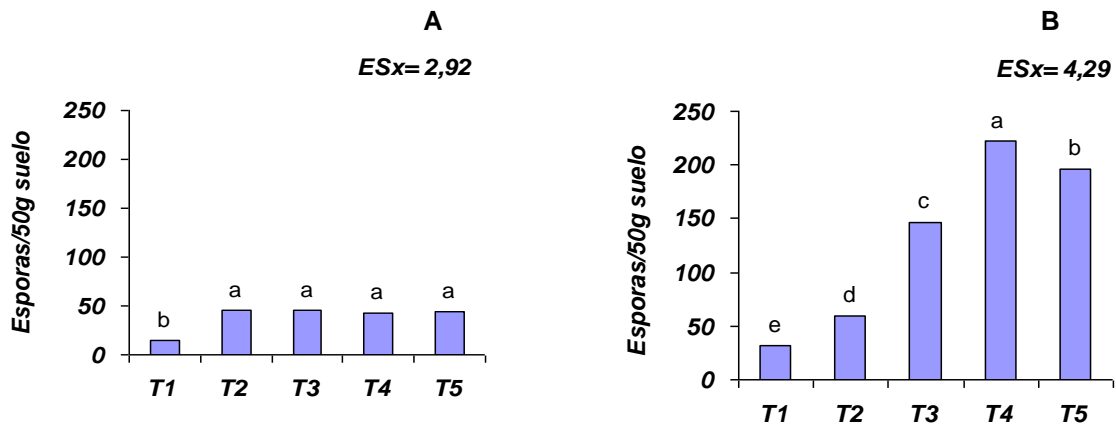 A
ESx= 2,92
Esporas/50g suelo
250
200
150
100
50
0
b
a
a
a
a
T1
T2
T3
T4
T5
B
ESx= 4,29
Esporas/50g suelo
250
200
150
100
50
0
e
d
c
a
b
T1
T2
T3
T4
T5